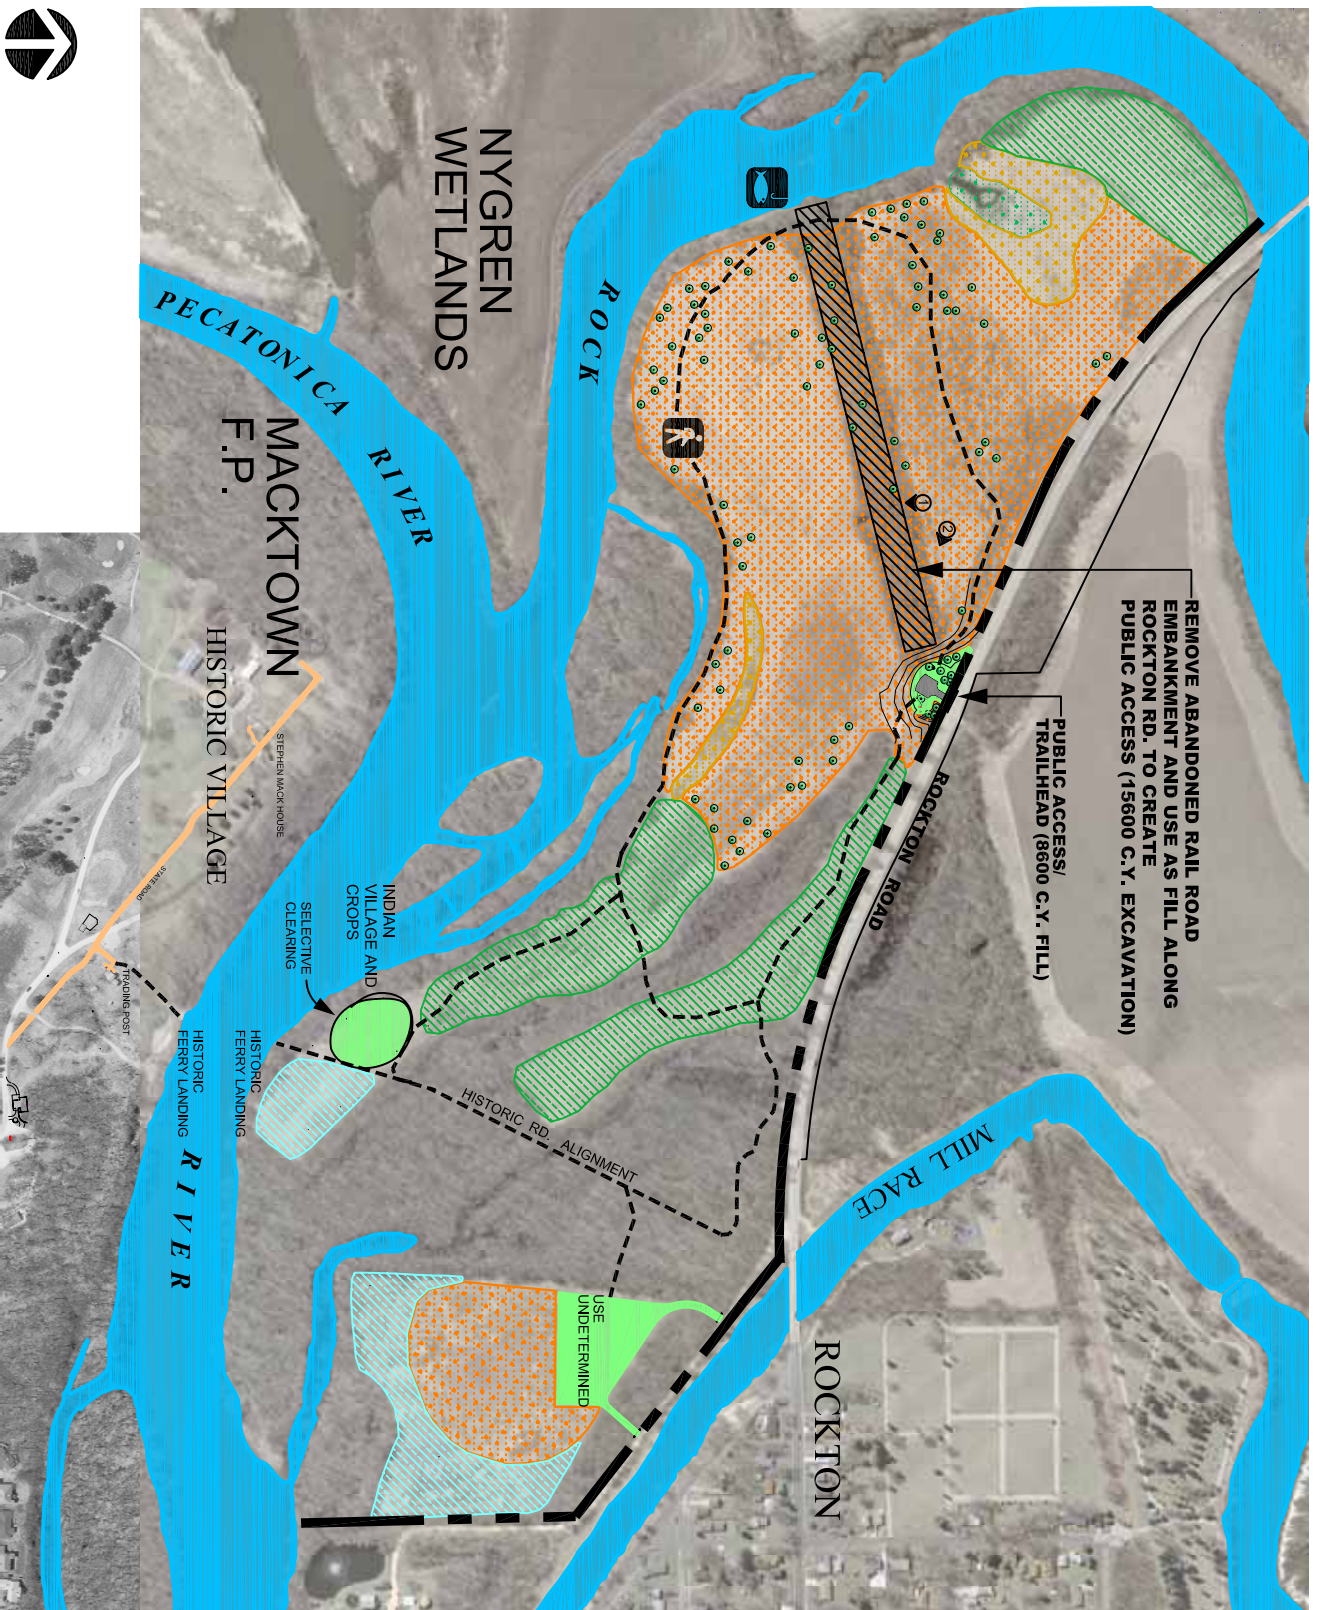 NYGREN
WETLANDS
ROCK
PECATONICA
RIVER
MACKTOWN
F.P.
HISTORIC VILLAGE
STEPHEN MACK HOUSE
STATE ROAD
TRADING POST
1
2
REMOVE ABANDONED RAIL ROAD
EMBANKMENT AND USE AS FILL ALONG
ROCKTON RD. TO CREATE
PUBLIC ACCESS (15600 C.Y. EXCAVATION)
PUBLIC ACCESS/
TRAILHEAD (8600 C.Y. FILL)
ROCKTON ROAD
INDIAN
VILLAGE AND
CROPS
SELECTIVE
CLEARING
HISTORIC
FERRY LANDING
HISTORIC
FERRY LANDING
RIVER
HISTORIC RD. ALIGNMENT
MILL RACE
USE
UNDETERMINED
ROCKTON